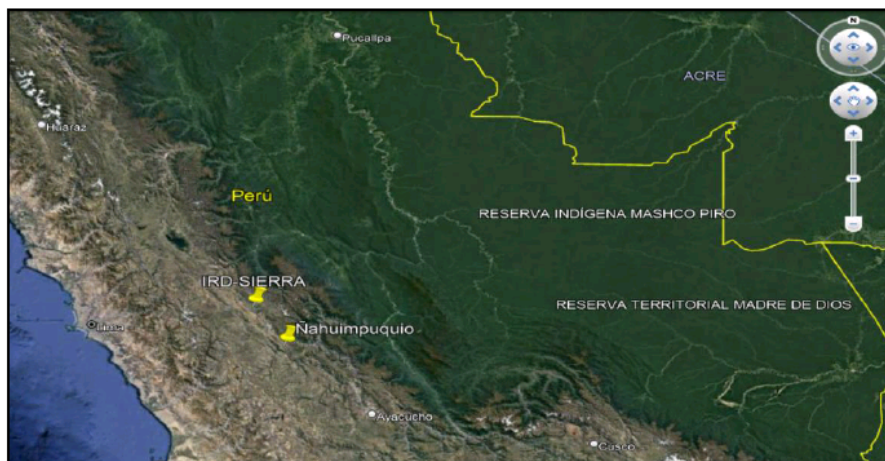 N
Pucallpa
ACRE
Huaraz
Perú
RESERVA INDÍGENA MASHCO PIRO
IRD-SIERRA
RESERVA TERRITORIAL MADRE DE DIOS
Lima
Ñahuimpuquio
Ayacucho
Cusco